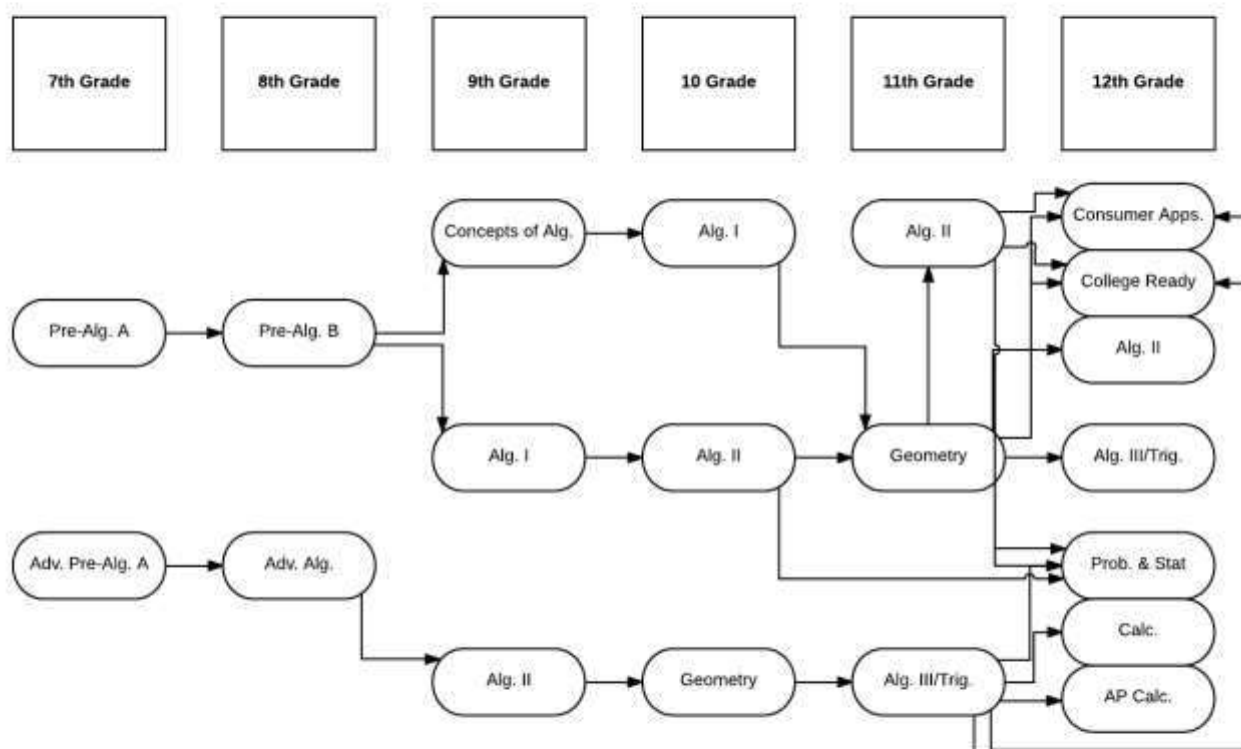 7th Grade
8th Grade
9th Grade
10 Grade
11th Grade
12th Grade
Consumer Apps.
Concepts of Alg.
Alg. I
Alg. II
College Ready
Pre-Alg. A
Pre-Alg. B
Alg. II
Alg. I
Alg. II
Geometry
Alg. III/Trig.
Adv. Pre-Alg. A
Adv. Alg.
Prob. & Stat
Calc.
Alg. II
Geometry
Alg. III/Trig.
AP Calc.